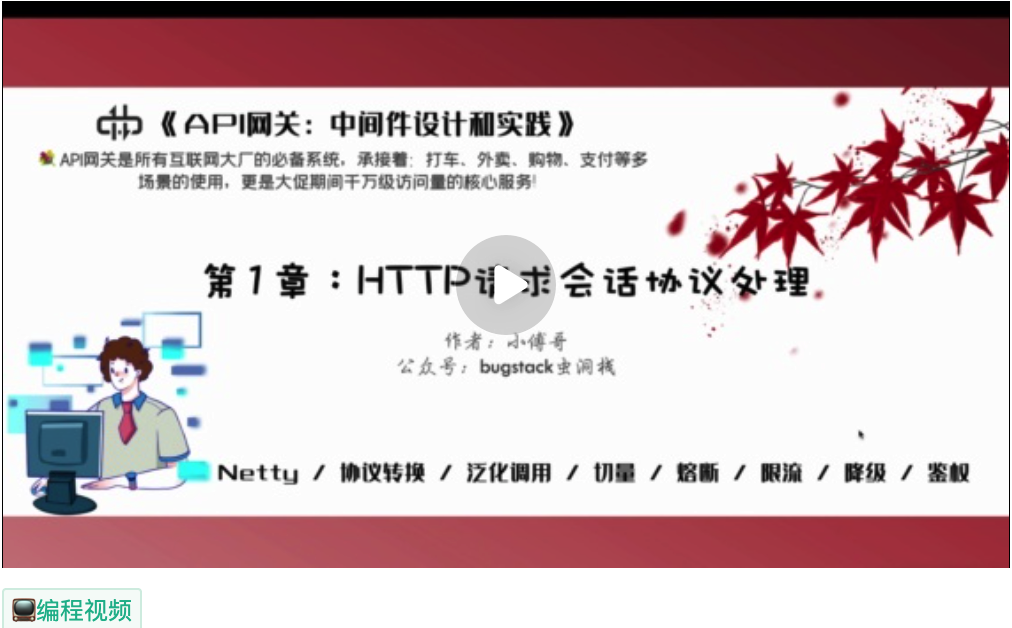 《API网关：中间件设计和实践》
API网关是所有互联网大厂的必备系统，承接着：打车、外卖、购物、支付等多
场景的使用，更是大促期间千万级访问量的核心服务!
第1章：HTTP请求会话协议处理
作者：小傅哥
公众号：bugstack虫洞栈
Netty / 协议转换 / 泛化调用 / 切量 / 熔断 / 限流 / 降级 / 鉴权
编程视频